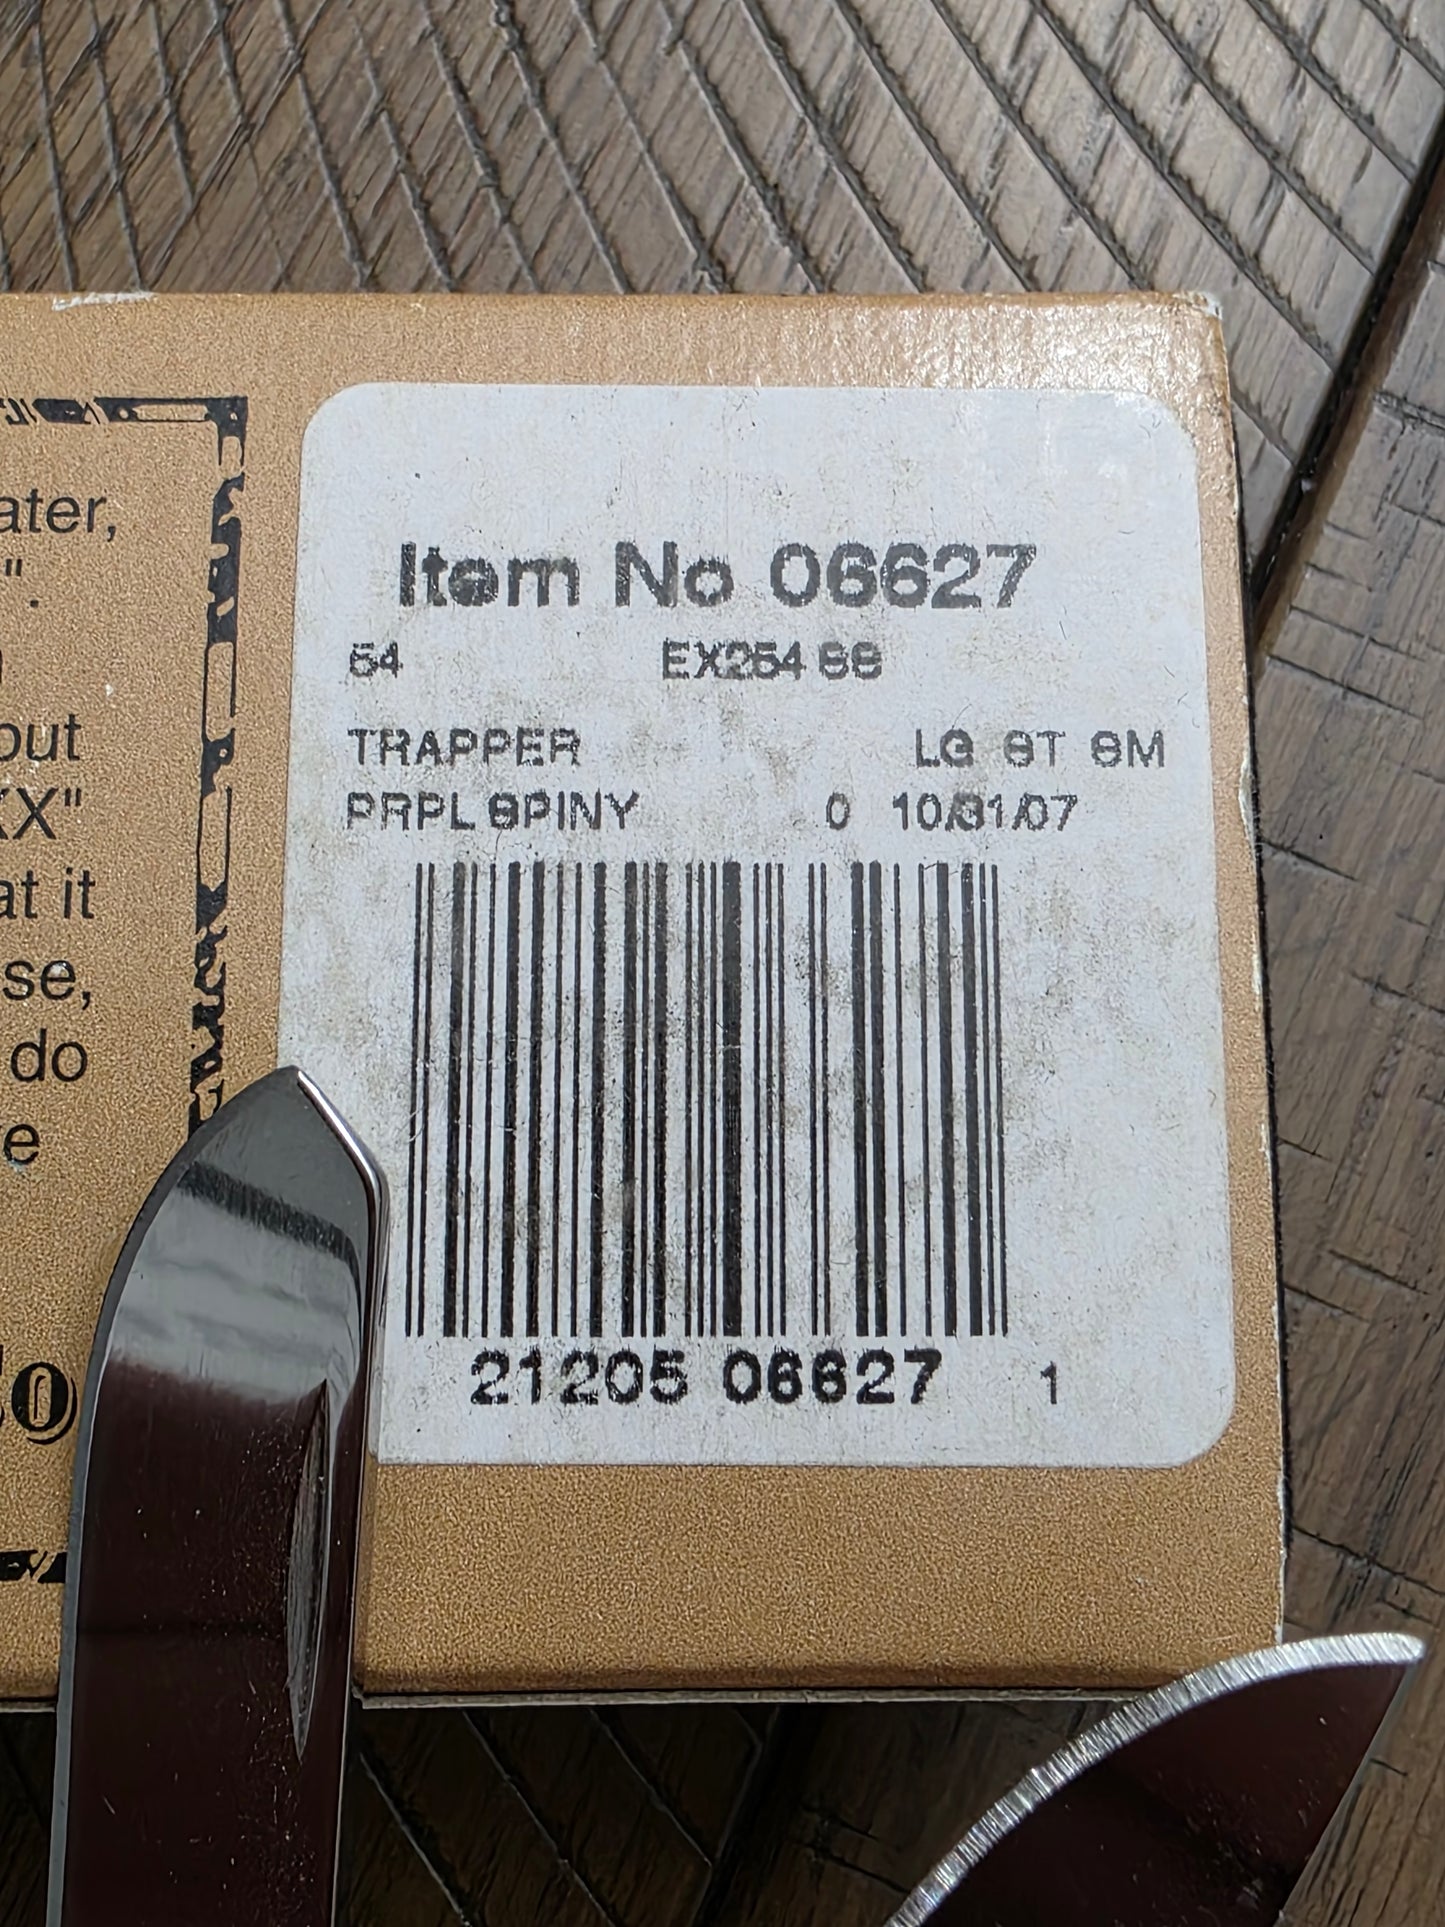 ater,
".
out
XX"
at it
se,
do
e
Item No 06627
54 EX254 SS
TRAPPER LG ST SM
PRPL SPINY 0 10/31/07
21205 06627 1